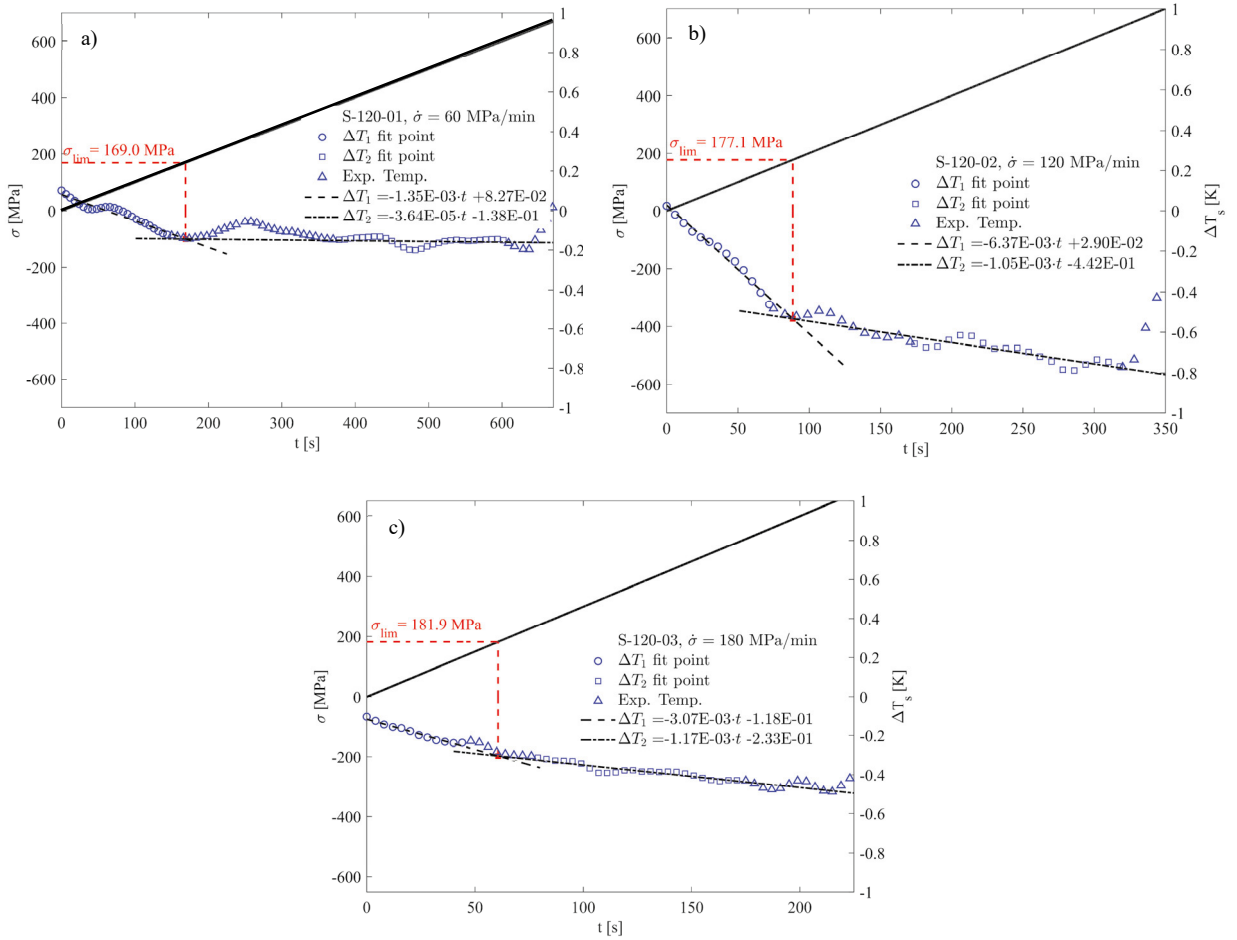 a)
600
400
200
0
-200
-400
-600
σ [MPa]
σlim = 169.0 MPa
S-120-01, σ̇ = 60 MPa/min
ΔT₁ fit point
ΔT₂ fit point
Exp. Temp.
ΔT₁ =-1.35E-03·t +8.27E-02
ΔT₂ =-3.64E-05·t -1.38E-01
1
0.8
0.6
0.4
0.2
0
-0.2
-0.4
-0.6
-0.8
-1
0 100 200 300 400 500 600
t [s]
b)
600
400
200
0
-200
-400
-600
σ [MPa]
σlim = 177.1 MPa
S-120-02, σ̇ = 120 MPa/min
ΔT₁ fit point
ΔT₂ fit point
Exp. Temp.
ΔT₁ =-6.37E-03·t +2.90E-02
ΔT₂ =-1.05E-03·t -4.42E-01
1
0.8
0.6
0.4
0.2
0
-0.2
-0.4
-0.6
-0.8
-1
ΔTs [K]
0 50 100 150 200 250 300 350
t [s]
c)
600
400
200
0
-200
-400
-600
σ [MPa]
σlim = 181.9 MPa
S-120-03, σ̇ = 180 MPa/min
ΔT₁ fit point
ΔT₂ fit point
Exp. Temp.
ΔT₁ =-3.07E-03·t -1.18E-01
ΔT₂ =-1.17E-03·t -2.33E-01
1
0.8
0.6
0.4
0.2
0
-0.2
-0.4
-0.6
-0.8
-1
ΔTs [K]
0 50 100 150 200
t [s]